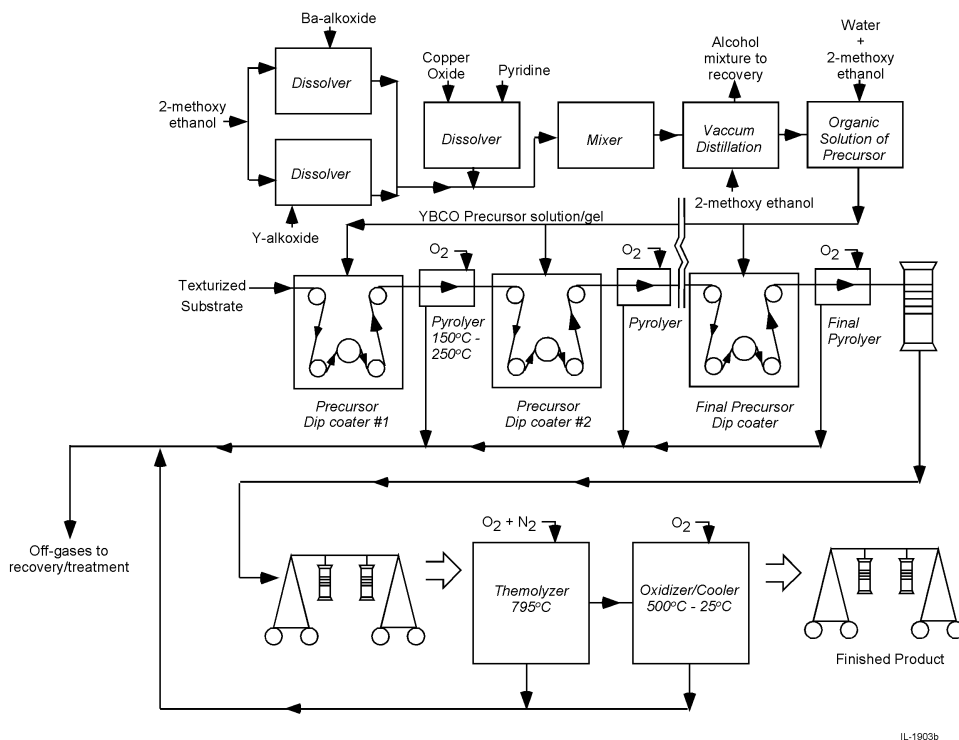 Ba-alkoxide
Dissolver
2-methoxy
ethanol
Dissolver
Y-alkoxide
Copper
Oxide
Pyridine
Dissolver
Mixer
Alcohol
mixture to
recovery
Vaccum
Distillation
2-methoxy ethanol
Water
+
2-methoxy
ethanol
Organic
Solution of
Precursor
YBCO Precursor solution/gel
Texturized
Substrate
O2
Pyrolyer
150oC -
250oC
O2
Pyrolyer
O2
Final
Pyrolyer
Precursor
Dip coater #1
Precursor
Dip coater #2
Final Precursor
Dip coater
Off-gases to
recovery/treatment
O2 + N2
Themolyzer
795oC
O2
Oxidizer/Cooler
500oC - 25oC
Finished Product
IL-1903b